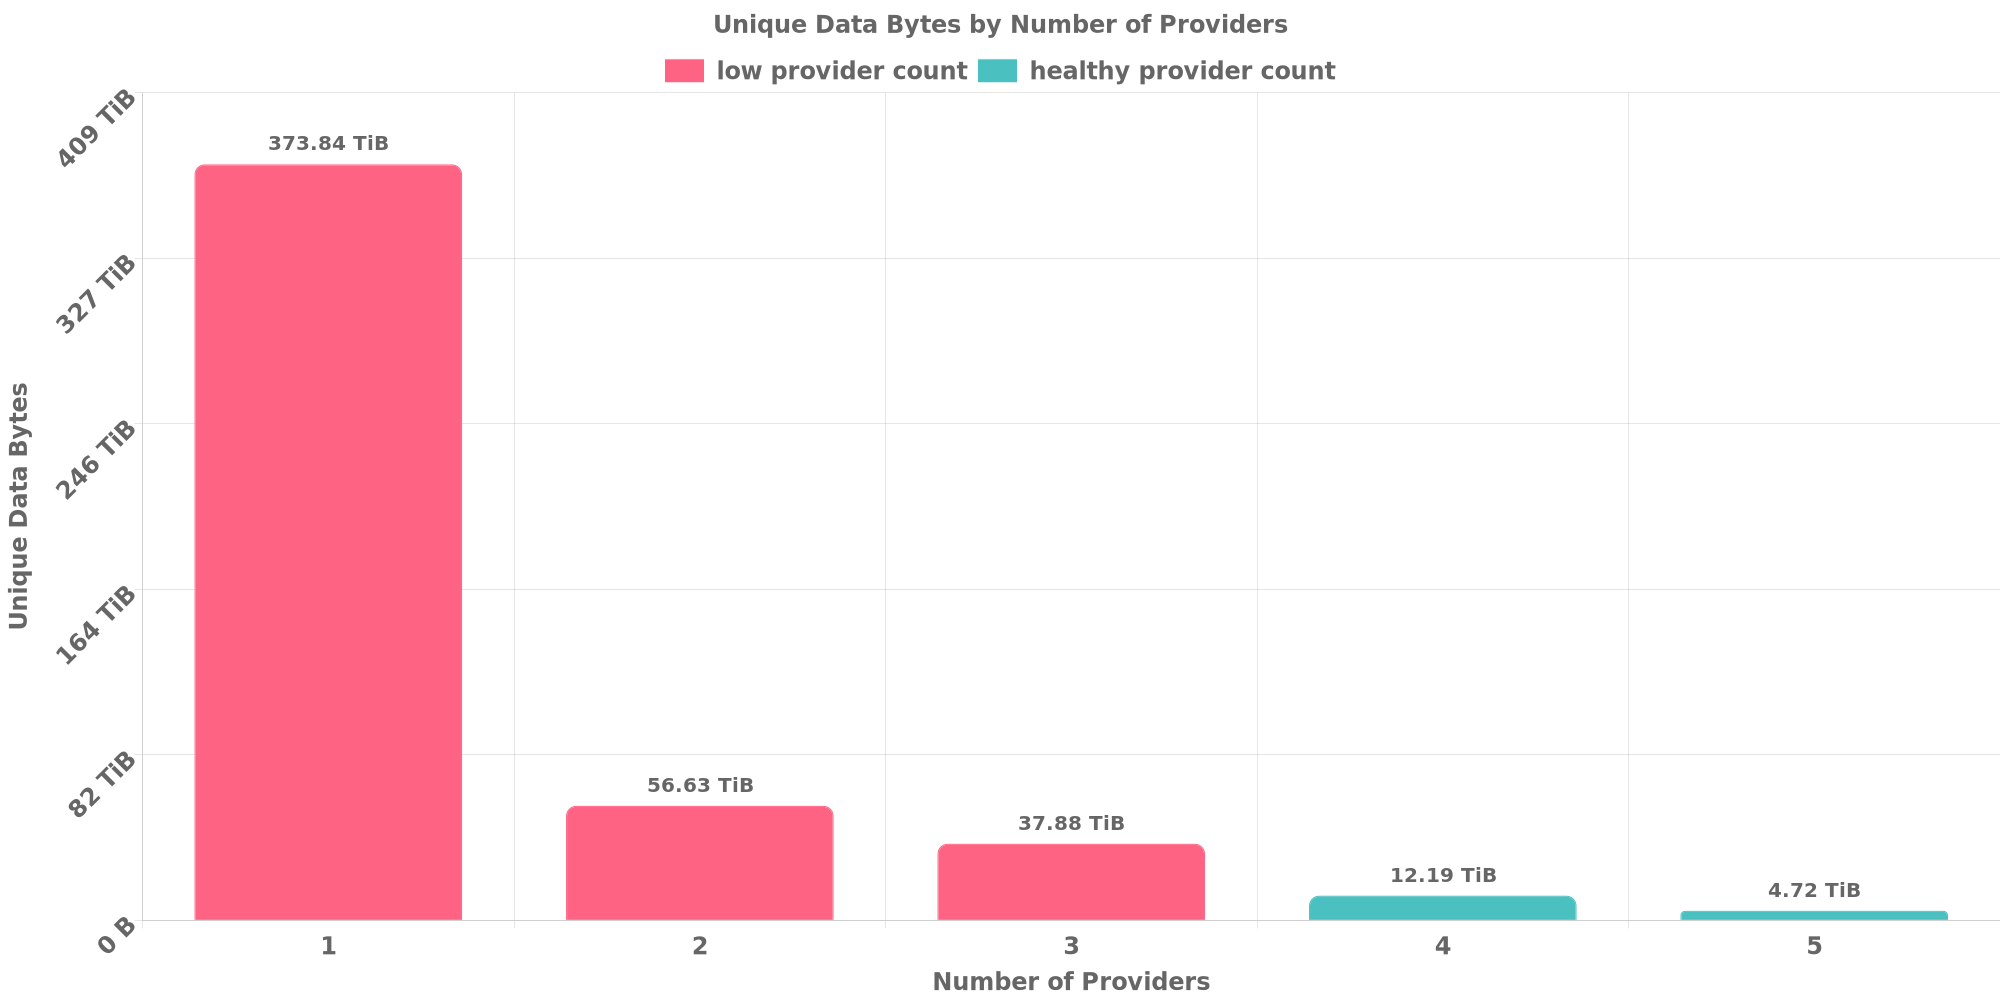 Unique Data Bytes by Number of Providers
low provider count healthy provider count
409 TiB
327 TiB
246 TiB
164 TiB
82 TiB
0 B
Unique Data Bytes
373.84 TiB
56.63 TiB
37.88 TiB
12.19 TiB
4.72 TiB
1 2 3 4 5
Number of Providers